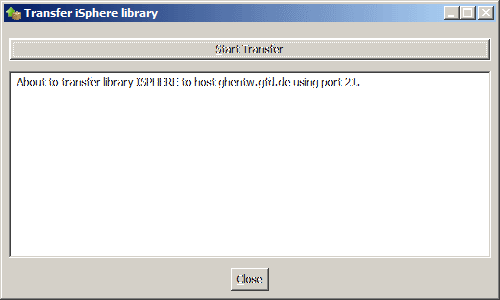 Transfer iSphere library
Start Transfer
About to transfer library ISPHERE to host ghentw.gfd.de using port 21.
Close